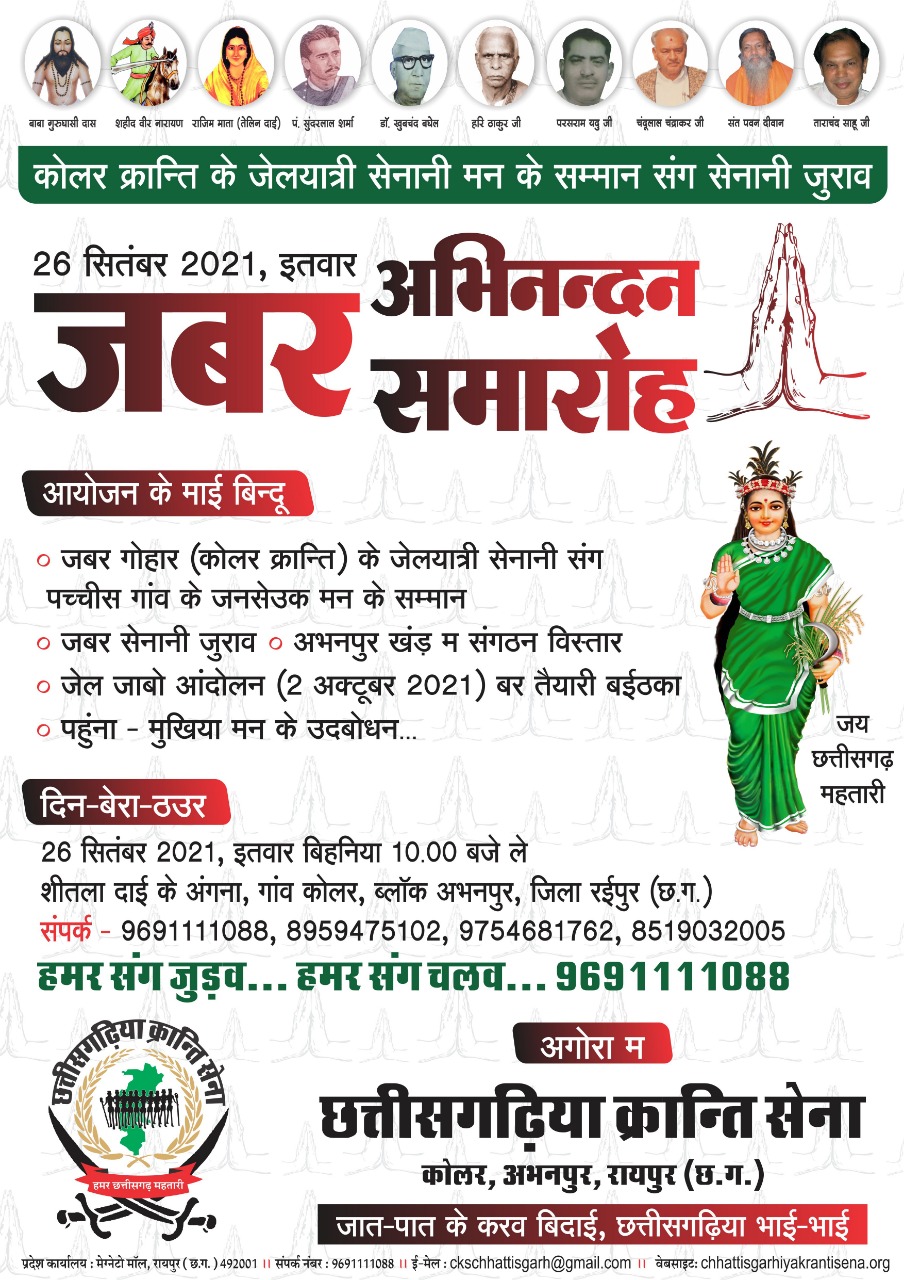 बाबा गुरुघासी दास शहीद वीर नारायण राजिम माता (तेलिन दाई) पं. सुंदरलाल शर्मा डॉ. खुबचंद बघेल हरि ठाकुर जी परसराम यदु जी चंदूलाल चंद्राकर जी संत पवन दीवान ताराचंद साहू जी
कोलर क्रान्ति के जेलयात्री सेनानी मन के सम्मान संग सेनानी जुराव
26 सितंबर 2021, इतवार
जबर अभिनन्दन
समारोह
आयोजन के माई बिन्दू
जबर गोहार (कोलर क्रान्ति) के जेलयात्री सेनानी संग
पच्चीस गांव के जनसेउक मन के सम्मान
जबर सेनानी जुराव ० अभनपुर खंड़ म संगठन विस्तार
जेल जाबो आंदोलन (2 अक्टूबर 2021) बर तैयारी बईठका
पहुंना - मुखिया मन के उदबोधन...
जय
छत्तीसगढ़
महतारी
दिन-बेरा-ठउर
26 सितंबर 2021, इतवार बिहनिया 10.00 बजे ले
शीतला दाई के अंगना, गांव कोलर, ब्लॉक अभनपुर, जिला रईपुर (छ.ग.)
संपर्क - 9691111088, 8959475102, 9754681762, 8519032005
हमर संग जुड़व... हमर संग चलव... 9691111088
छत्तीसगढ़िया क्रान्ति सेना
हमर छत्तीसगढ़ महतारी
अगोरा म
छत्तीसगढ़िया क्रान्ति सेना
कोलर, अभनपुर, रायपुर (छ.ग.)
जात-पात के करव बिदाई, छत्तीसगढ़िया भाई-भाई
प्रदेश कार्यालय : मेग्नेटो मॉल, रायपुर ( छ.ग. ) 492001 ।। संपर्क नंबर : 9691111088 ।। ई-मेल : ckschhattisgarh@gmail.com ।। वेबसाइट: chhattisgarhiyakrantisena.org